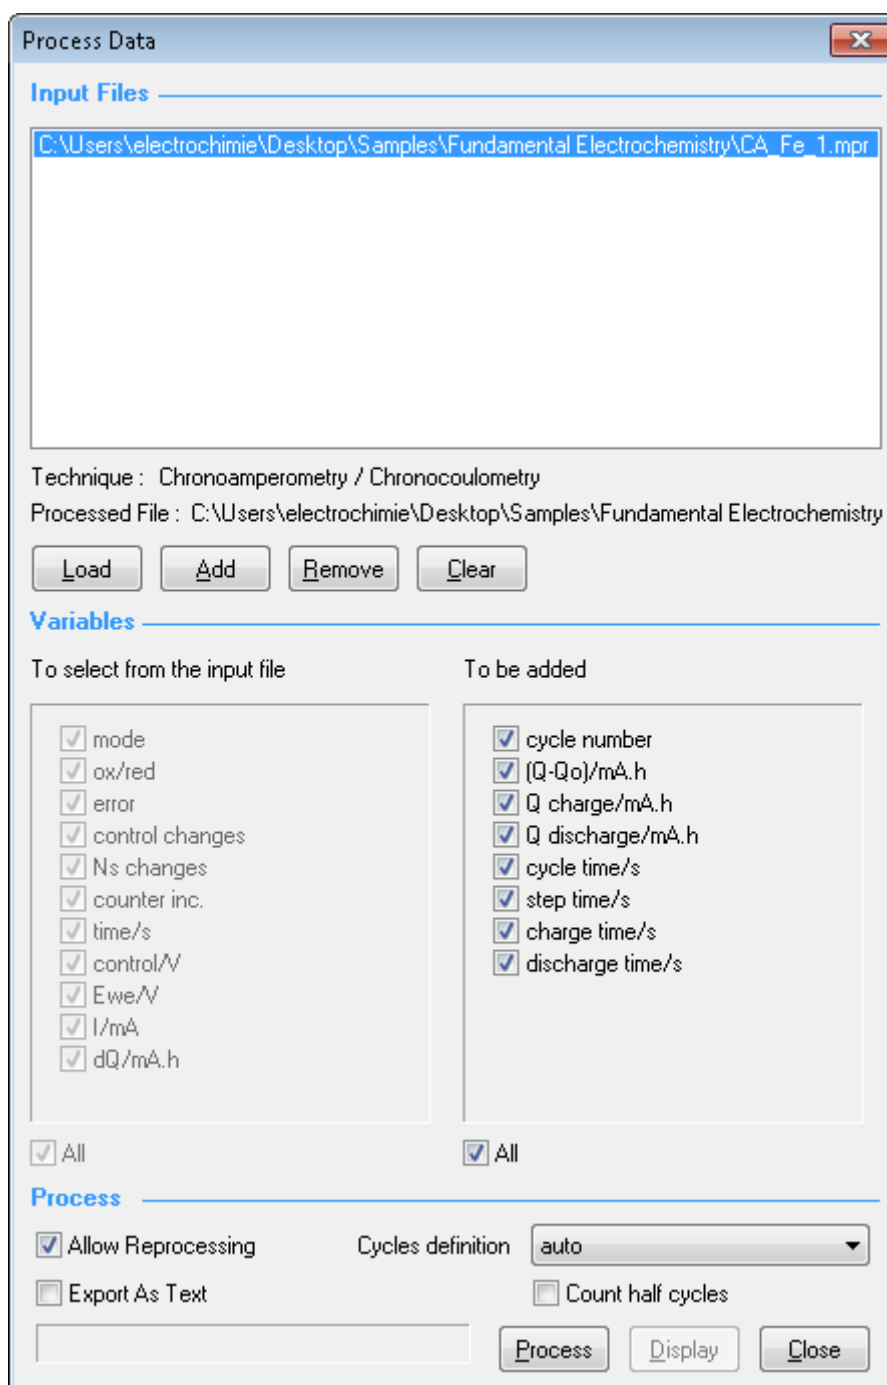 Process Data
Input Files
C:\Users\electrochimie\Desktop\Samples\Fundamental Electrochemistry\CA_Fe_1.mpr
Technique : Chronoamperometry / Chronocoulometry
Processed File : C:\Users\electrochimie\Desktop\Samples\Fundamental Electrochemistry
Load Add Remove Clear
Variables
To select from the input file To be added
mode cycle number
ox/red (Q-Qo)/mA.h
error Q charge/mA.h
control changes Q discharge/mA.h
Ns changes cycle time/s
counter inc. step time/s
time/s charge time/s
control/V discharge time/s
Ewe/V
I/mA
dQ/mA.h
All All
Process
Allow Reprocessing Cycles definition auto
Export As Text Count half cycles
Process Display Close